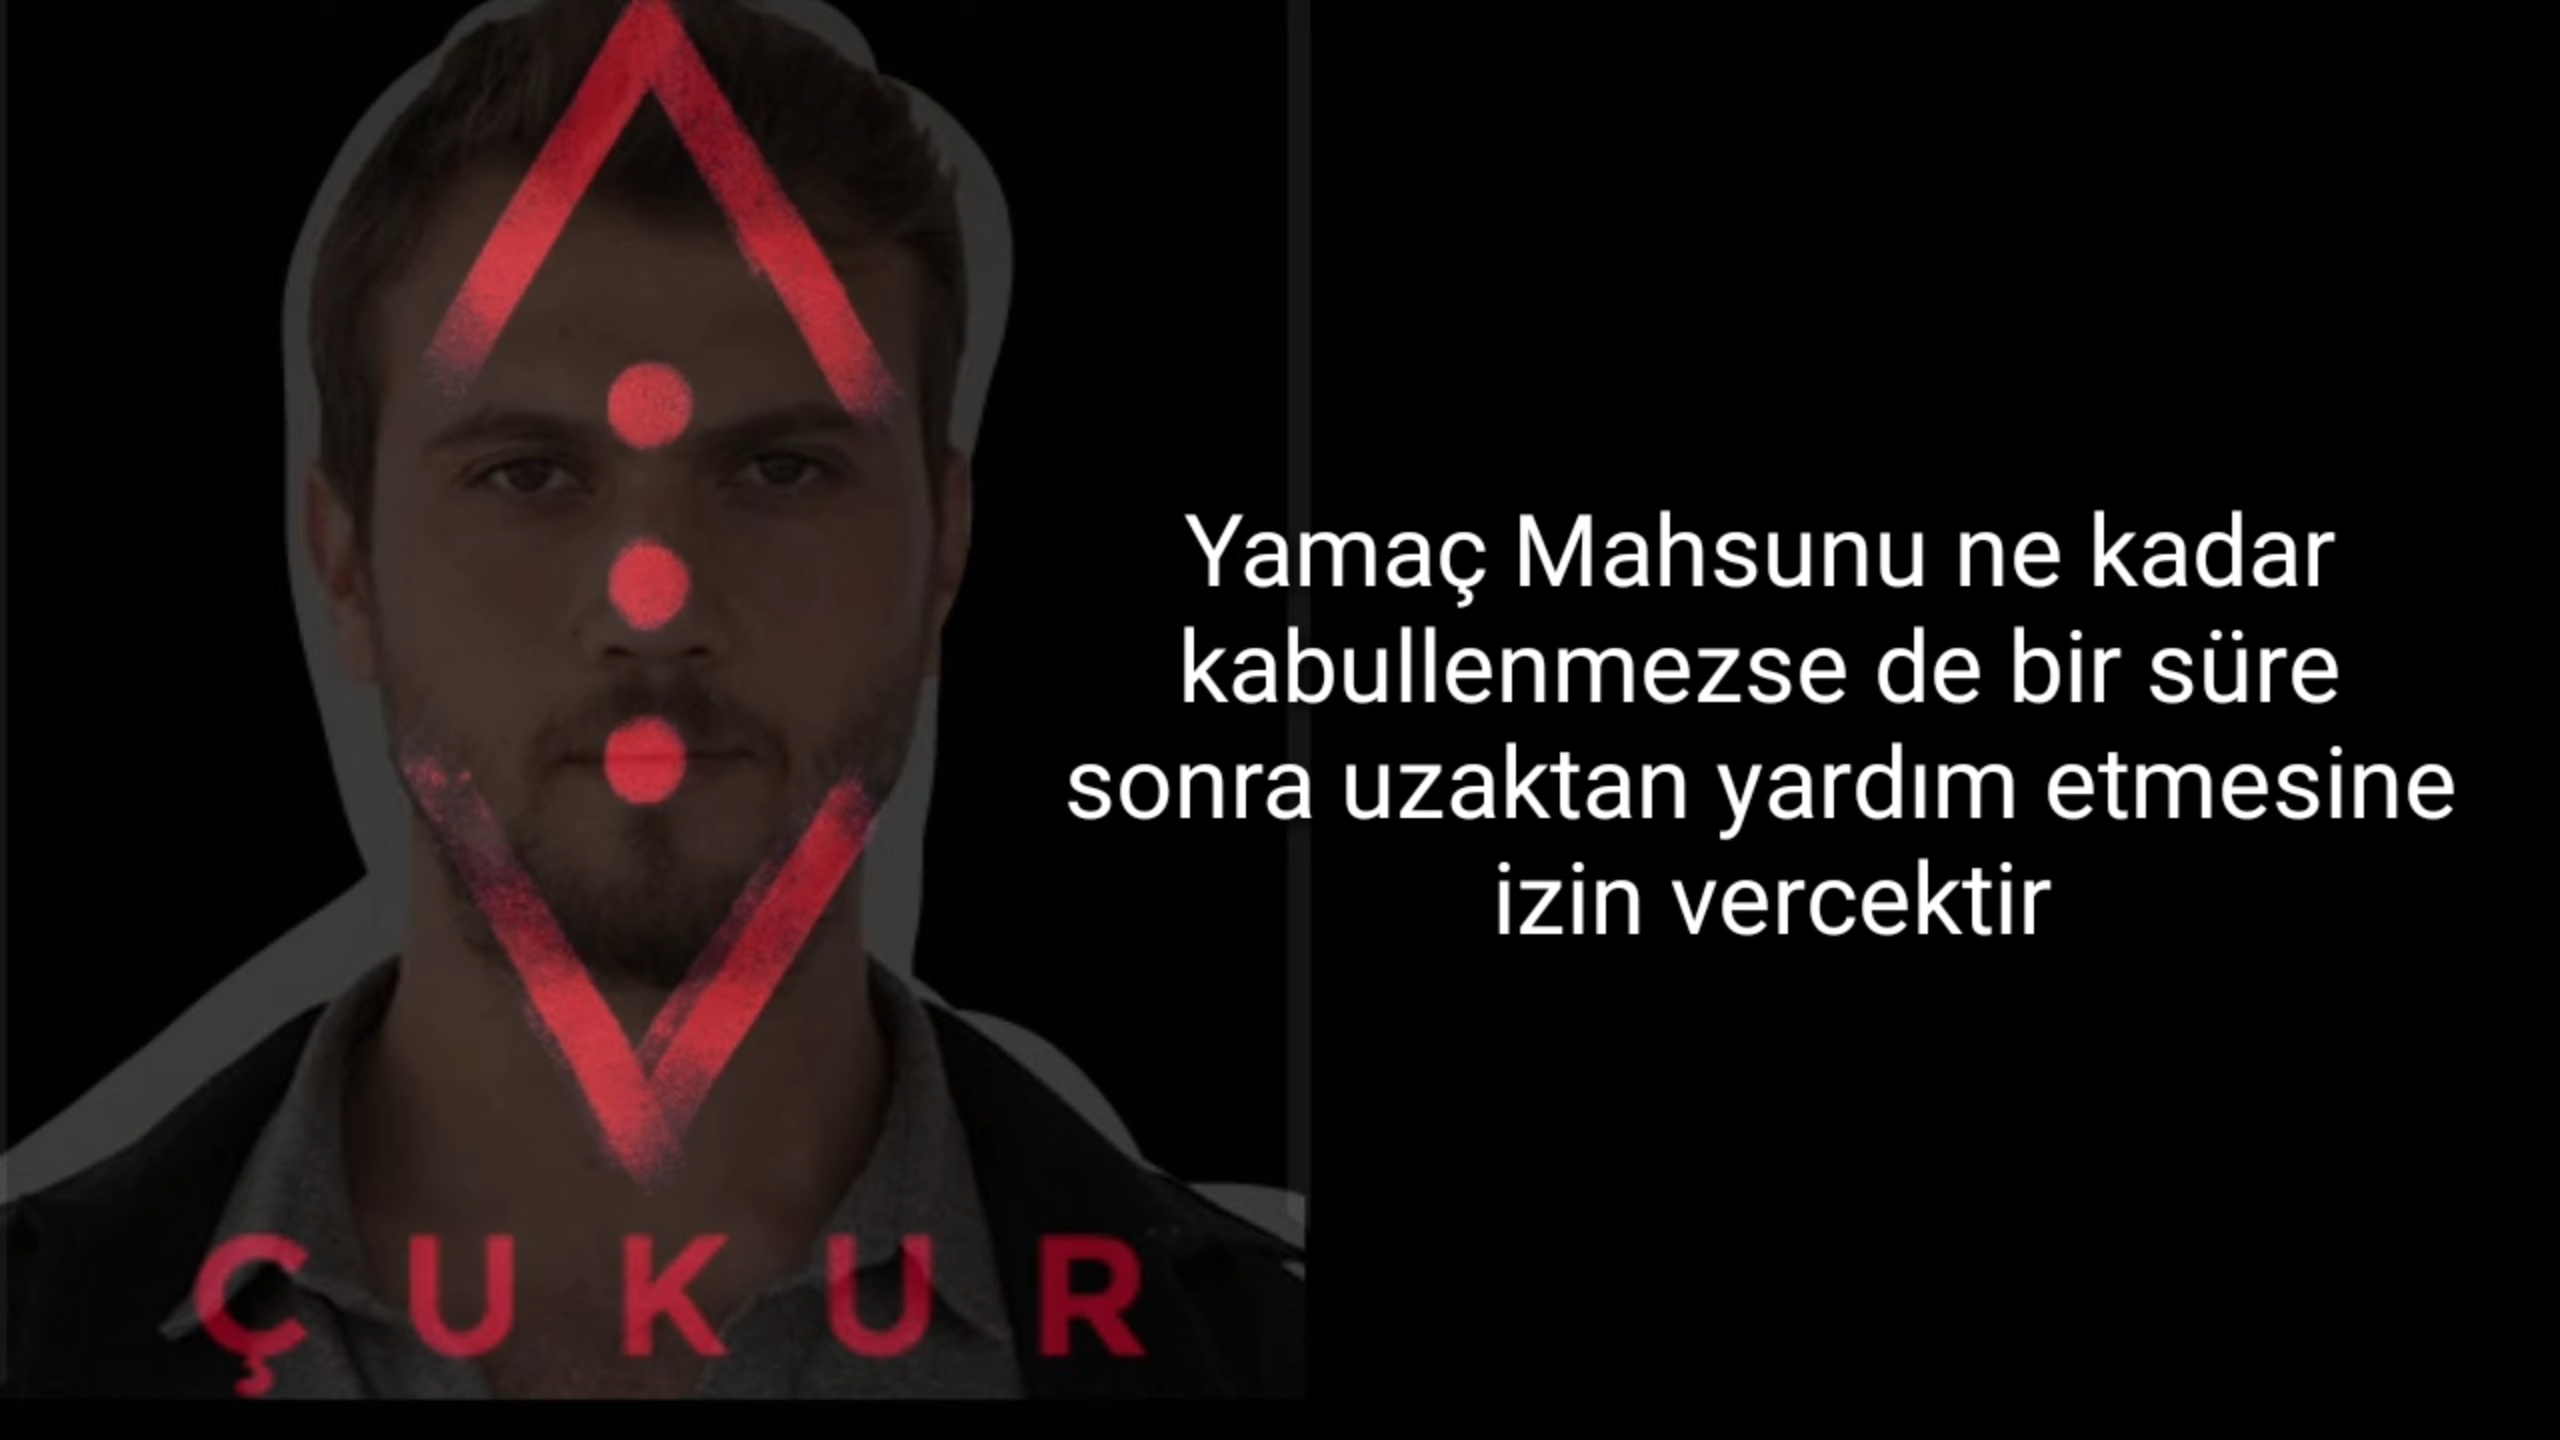 Yamaç Mahsunu ne kadar
kabullenmezse de bir süre
sonra uzaktan yardım etmesine
izin vercektir
ÇUKUR